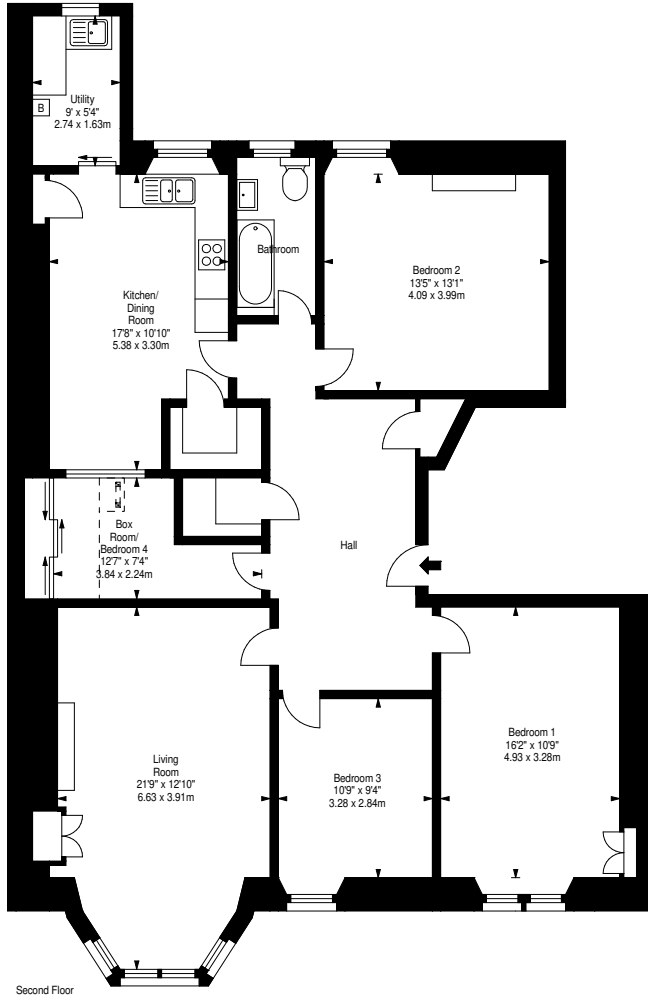 Utility
9' x 5'4"
2.74 x 1.63m
B
Bathroom
Bedroom 2
13'5" x 13'1"
4.09 x 3.99m
Kitchen/
Dining
Room
17'8" x 10'10"
5.38 x 3.30m
Box
Room/
Bedroom 4
12'7" x 7'4"
3.84 x 2.24m
Hall
Living
Room
21'9" x 12'10"
6.63 x 3.91m
Bedroom 3
10'9" x 9'4"
3.28 x 2.84m
Bedroom 1
16'2" x 10'9"
4.93 x 3.28m
Second Floor